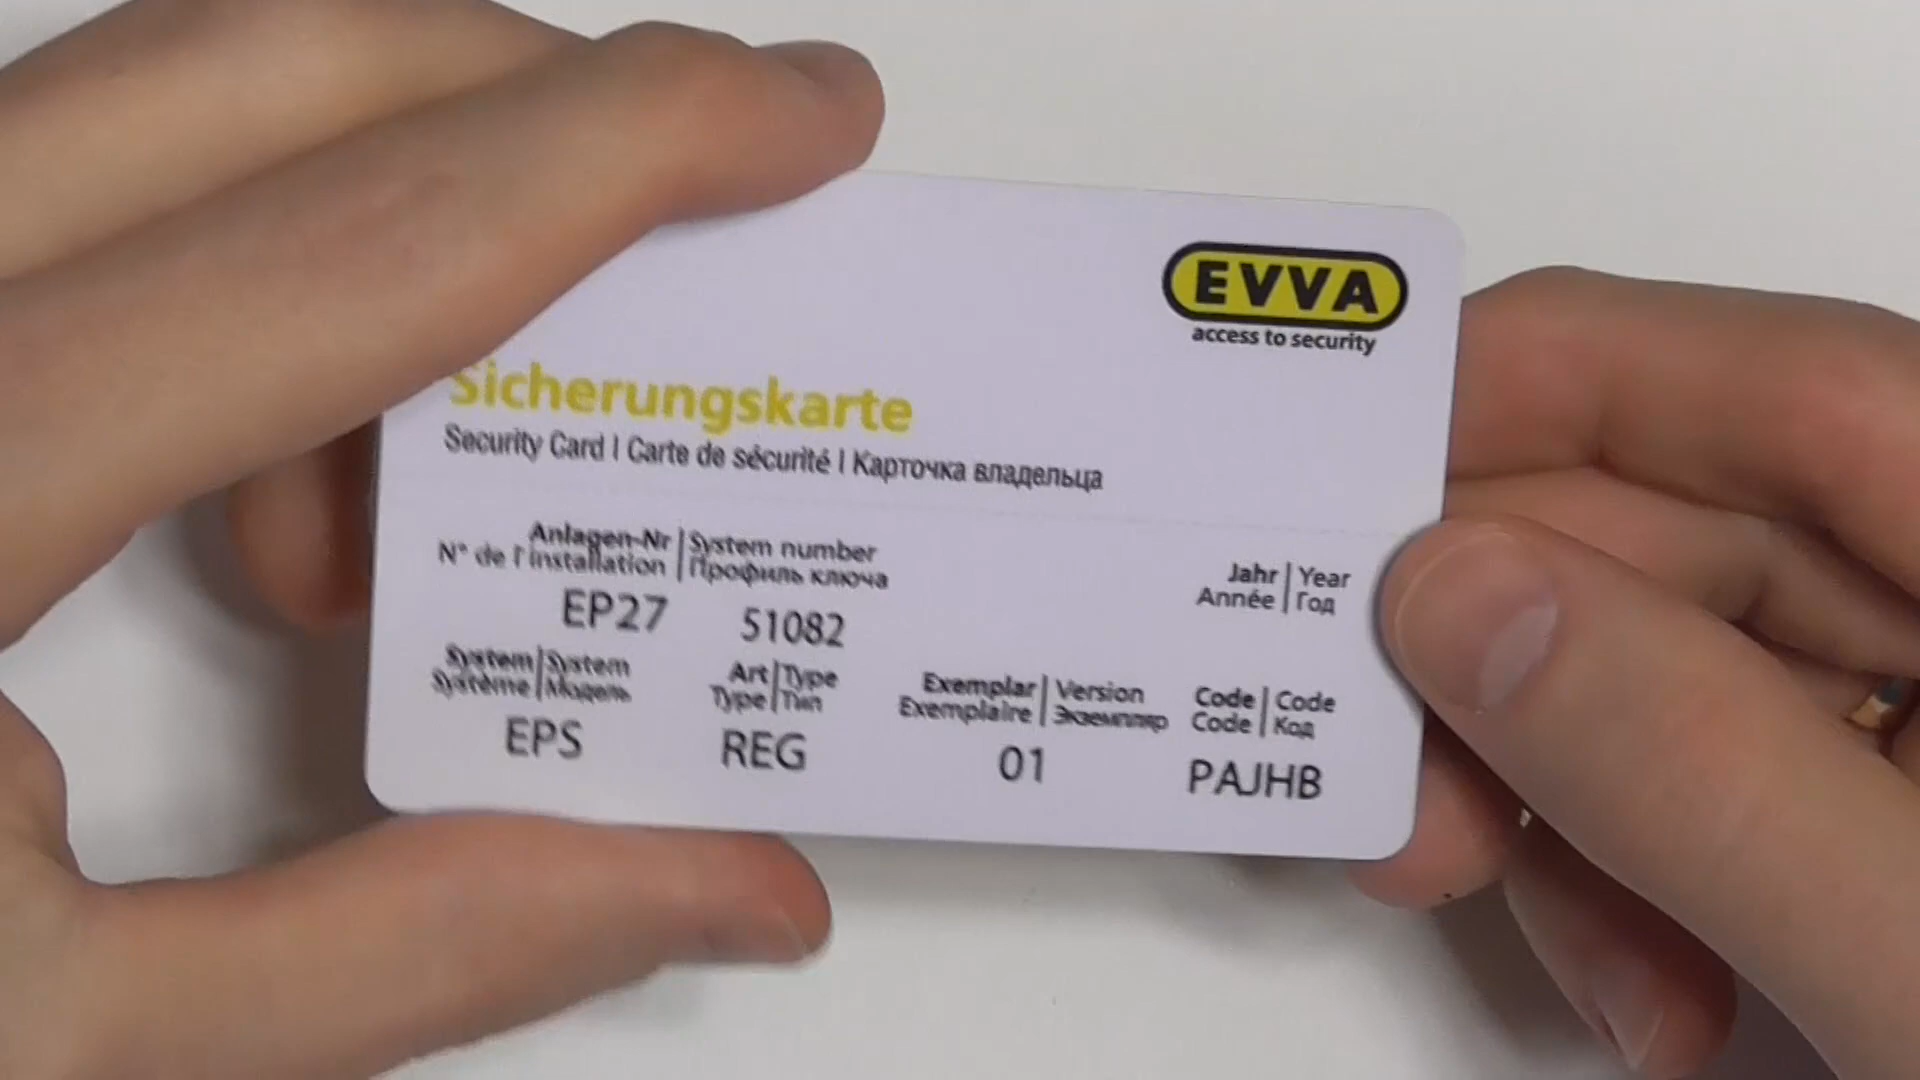 EVVA
access to security
Sicherungskarte
Security Card | Carte de sécurité | Карточка владельца
Anlagen-Nr | System number
N° de l'installation | Профиль ключа
Jahr | Year
Année | Год
EP27 51082
System | System
Système | Модель
Art | Type
Type | Тип
Exemplar | Version
Exemplaire | Экземпляр
Code | Code
Code | Код
EPS REG 01 PAJHB